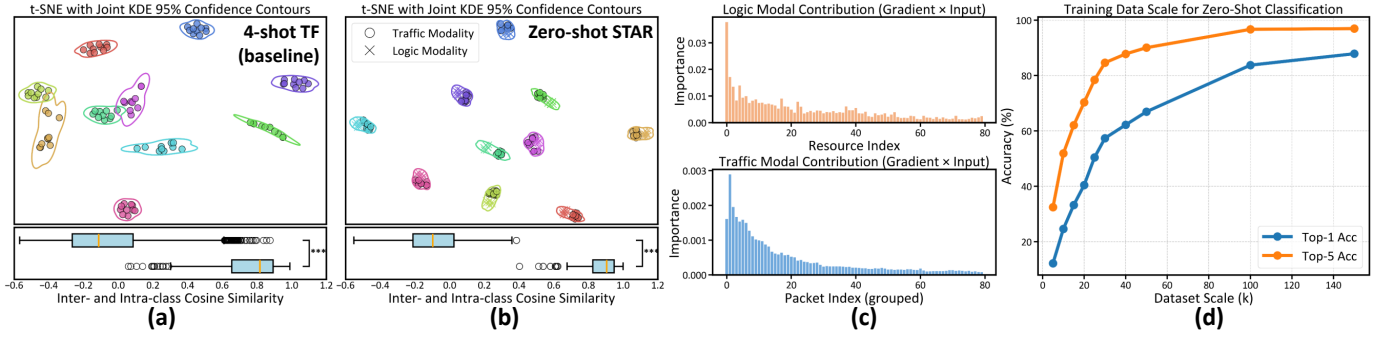 t-SNE with Joint KDE 95% Confidence Contours
4-shot TF
(baseline)
***
−0.6 −0.4 −0.2 0.0 0.2 0.4 0.6 0.8 1.0 1.2
Inter- and Intra-class Cosine Similarity
(a)
t-SNE with Joint KDE 95% Confidence Contours
Traffic Modality
Logic Modality
Zero-shot STAR
***
−0.6 −0.4 −0.2 0.0 0.2 0.4 0.6 0.8 1.0 1.2
Inter- and Intra-class Cosine Similarity
(b)
Logic Modal Contribution (Gradient × Input)
Importance
0.03
0.02
0.01
0.00
0 20 40 60 80
Resource Index
Traffic Modal Contribution (Gradient × Input)
Importance
0.003
0.002
0.001
0.000
0 20 40 60 80
Packet Index (grouped)
(c)
Training Data Scale for Zero-Shot Classification
Accuracy (%)
100
80
60
40
20
Top-1 Acc
Top-5 Acc
0 20 40 60 80 100 120 140
Dataset Scale (k)
(d)